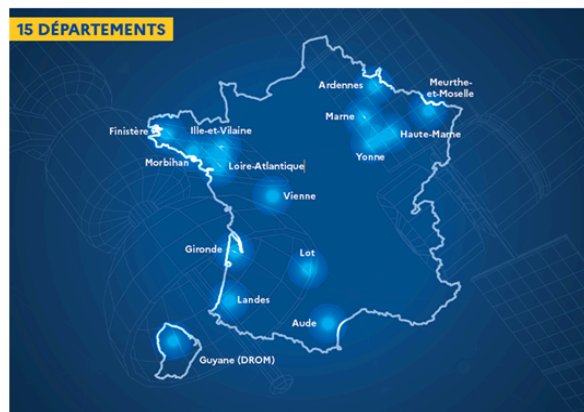 15 DÉPARTEMENTS
Ardennes
Meurthe-
et-Moselle
Marne
Finistère
Ille-et-Vilaine
Haute-Marne
Yonne
Morbihan
Loire-Atlantique
Vienne
Gironde
Lot
Landes
Aude
Guyane (DROM)